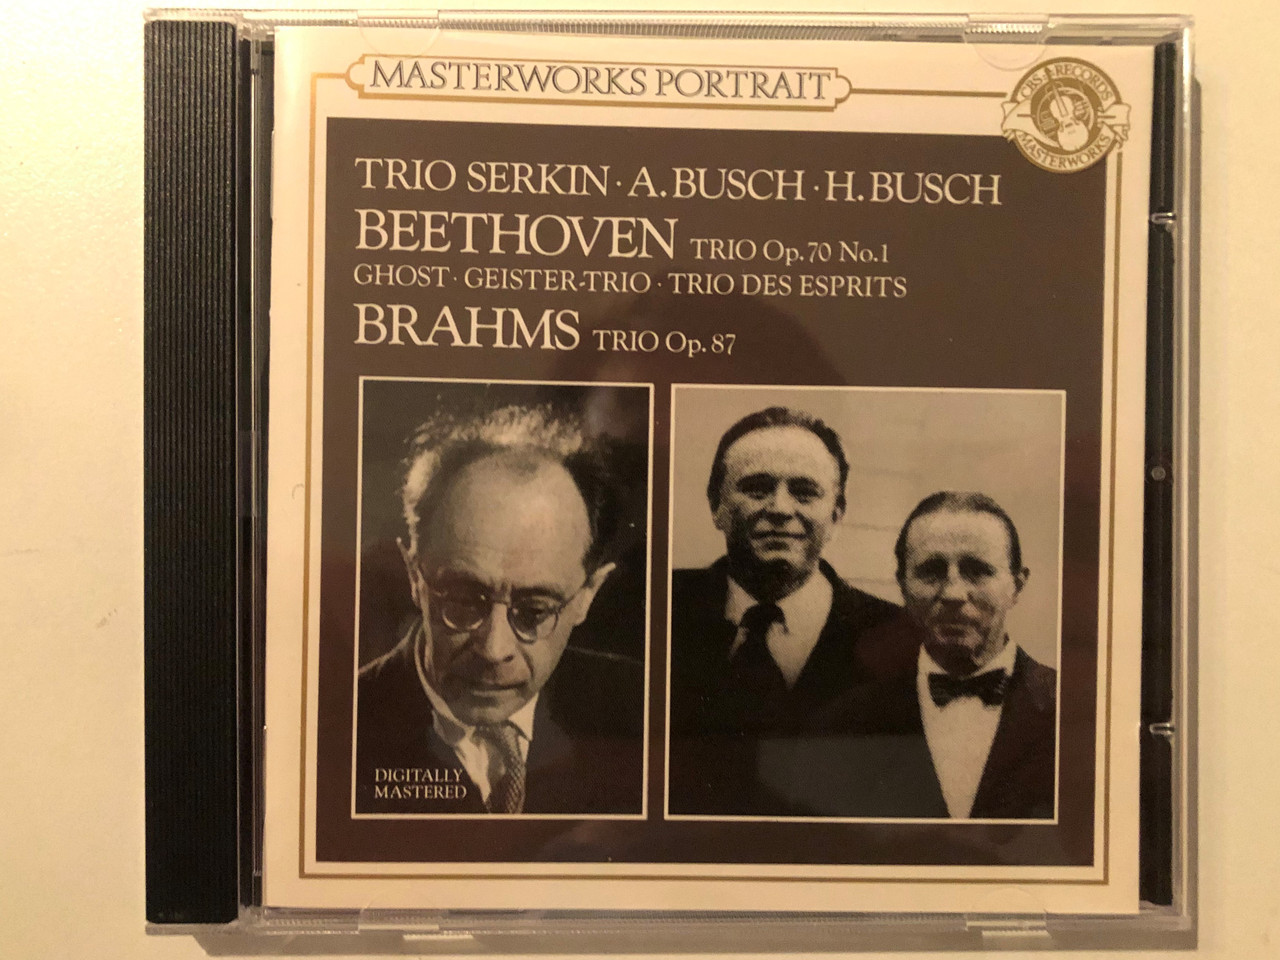 MASTERWORKS PORTRAIT
CBS RECORDS
MASTERWORKS
TRIO SERKIN · A. BUSCH · H. BUSCH
BEETHOVEN TRIO Op. 70 No. 1
GHOST · GEISTER-TRIO · TRIO DES ESPRITS
BRAHMS TRIO Op. 87
DIGITALLY
MASTERED